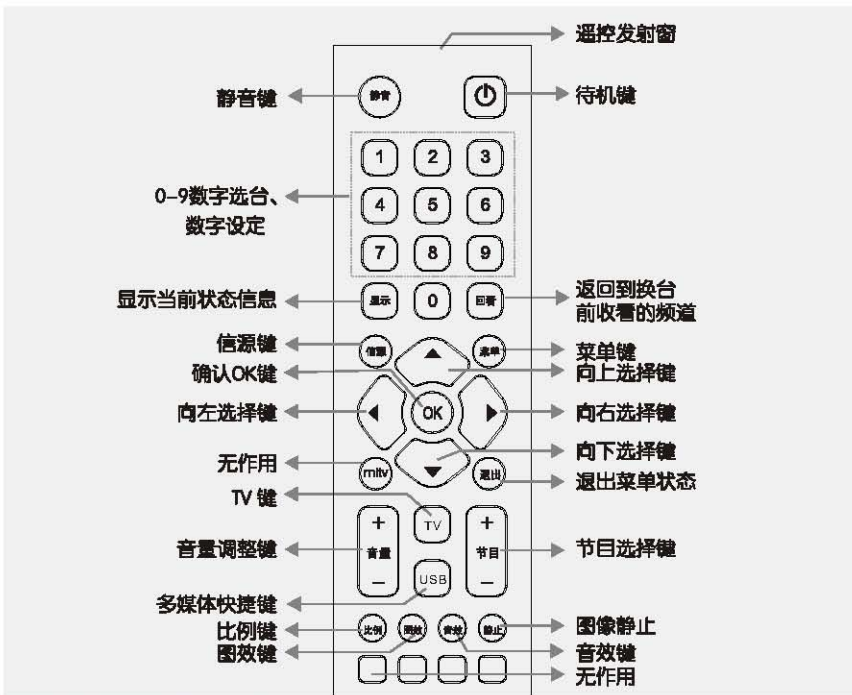 遥控发射窗
静音键
静音
待机键
1
2
3
0-9数字选台、
数字设定
4
5
6
7
8
9
显示当前状态信息
显示
0
回看
返回到换台
前收看的频道
信源键
信源
菜单
菜单键
确认OK键
向上选择键
向左选择键
OK
向右选择键
向下选择键
无作用
mitv
退出
退出菜单状态
TV 键
TV
+
音量
-
+
节目
-
音量调整键
节目选择键
USB
多媒体快捷键
比例键
比例
图效
音效
静止
图像静止
图效键
音效键
无作用